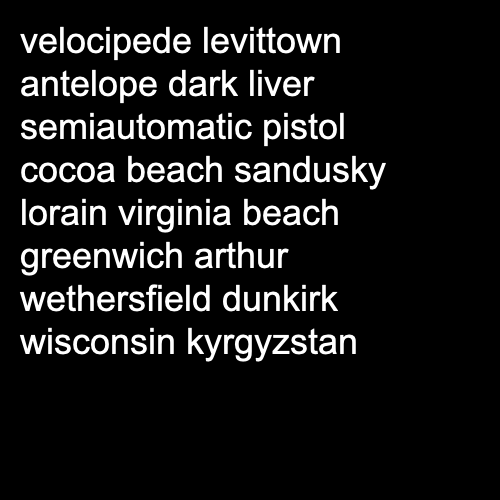 velocipede levittown
antelope dark liver
semiautomatic pistol
cocoa beach sandusky
lorain virginia beach
greenwich arthur
wethersfield dunkirk
wisconsin kyrgyzstan